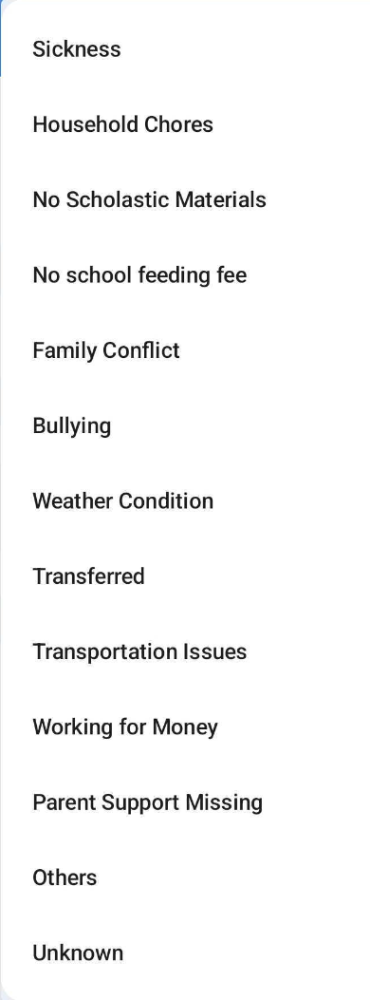 Sickness
Household Chores
No Scholastic Materials
No school feeding fee
Family Conflict
Bullying
Weather Condition
Transferred
Transportation Issues
Working for Money
Parent Support Missing
Others
Unknown